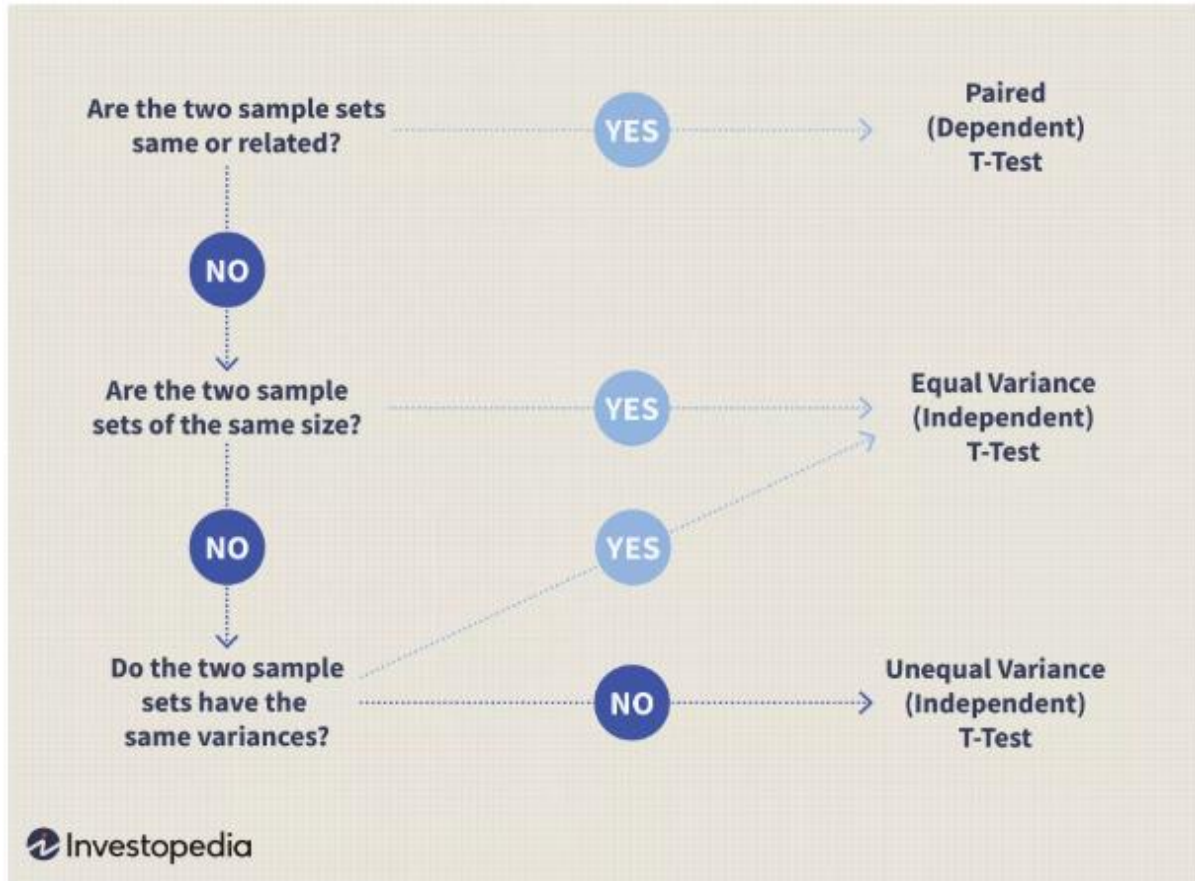 Are the two sample sets
same or related?
YES
Paired
(Dependent)
T-Test
NO
Are the two sample
sets of the same size?
YES
Equal Variance
(Independent)
T-Test
NO
YES
Do the two sample
sets have the
same variances?
NO
Unequal Variance
(Independent)
T-Test
Investopedia